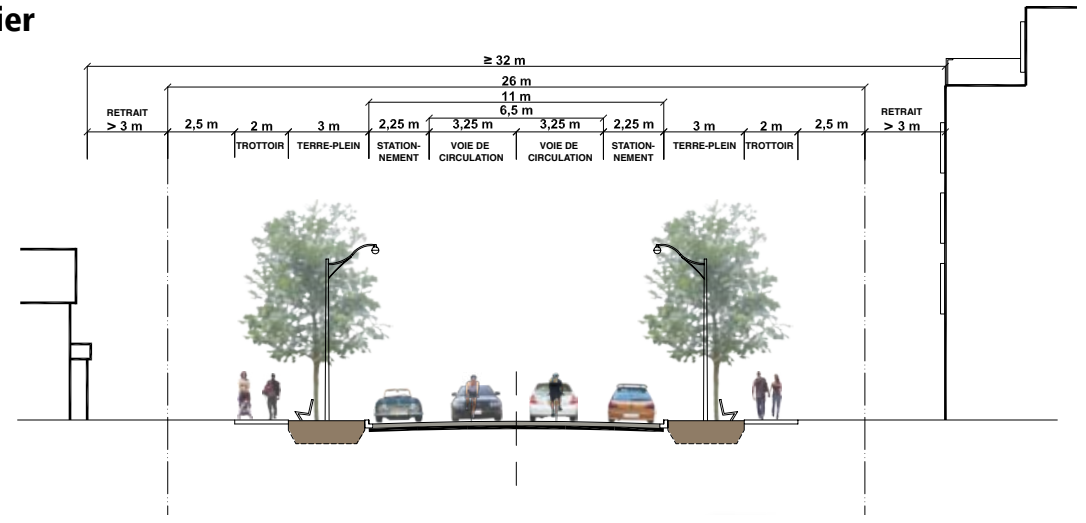 ier
≥ 32 m
26 m
11 m
6,5 m
RETRAIT
> 3 m
2,5 m
2 m
3 m
2,25 m
3,25 m
3,25 m
2,25 m
3 m
2 m
2,5 m
RETRAIT
> 3 m
TROTTOIR
TERRE-PLEIN
STATION-
NEMENT
VOIE DE
CIRCULATION
VOIE DE
CIRCULATION
STATION-
NEMENT
TERRE-PLEIN
TROTTOIR